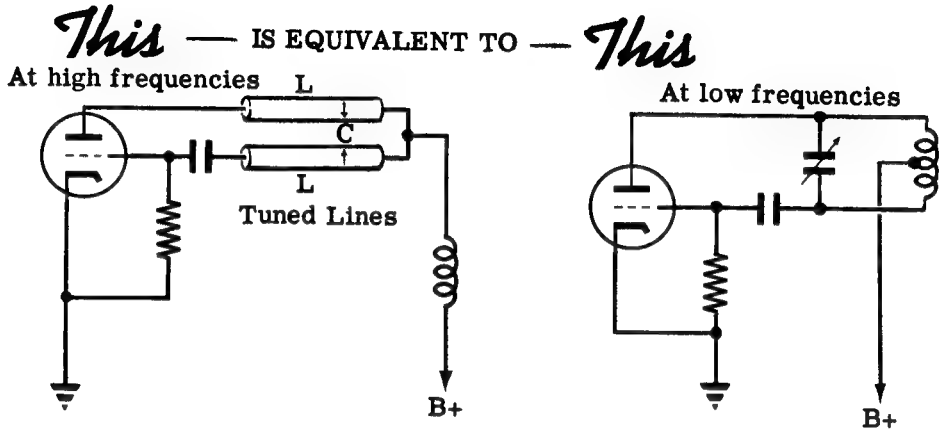 This — IS EQUIVALENT TO — This
At high frequencies
L
C
L
Tuned Lines
B+
At low frequencies
B+